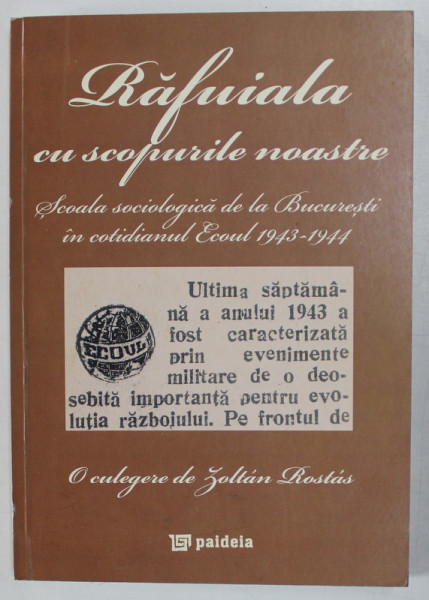 Răfuiala
cu scopurile noastre
Școala sociologică de la București
în cotidianul Ecoul 1943-1944
Ultima săptămâ-
nă a anului 1943 a
fost caracterizată
prin evenimente
militare de o deo-
sebită importanță pentru evo-
luția războiului. Pe frontul de
ECOUL
O culegere de Zoltán Rostás
paideia